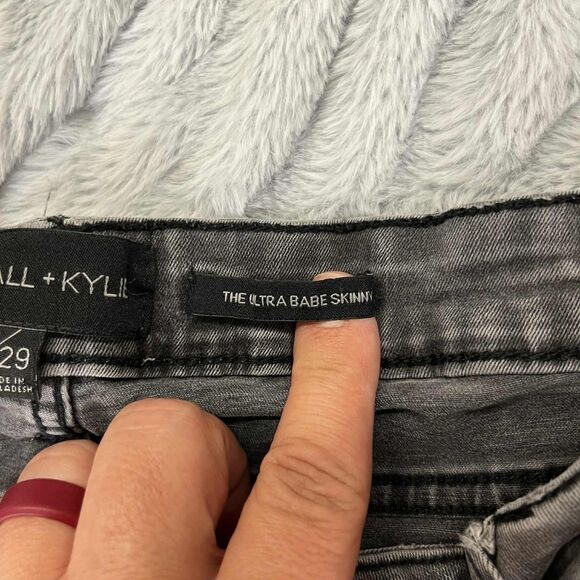 ALL + KYLI
THE ULTRA BABE SKINNY
/29
DE IN
LADESH